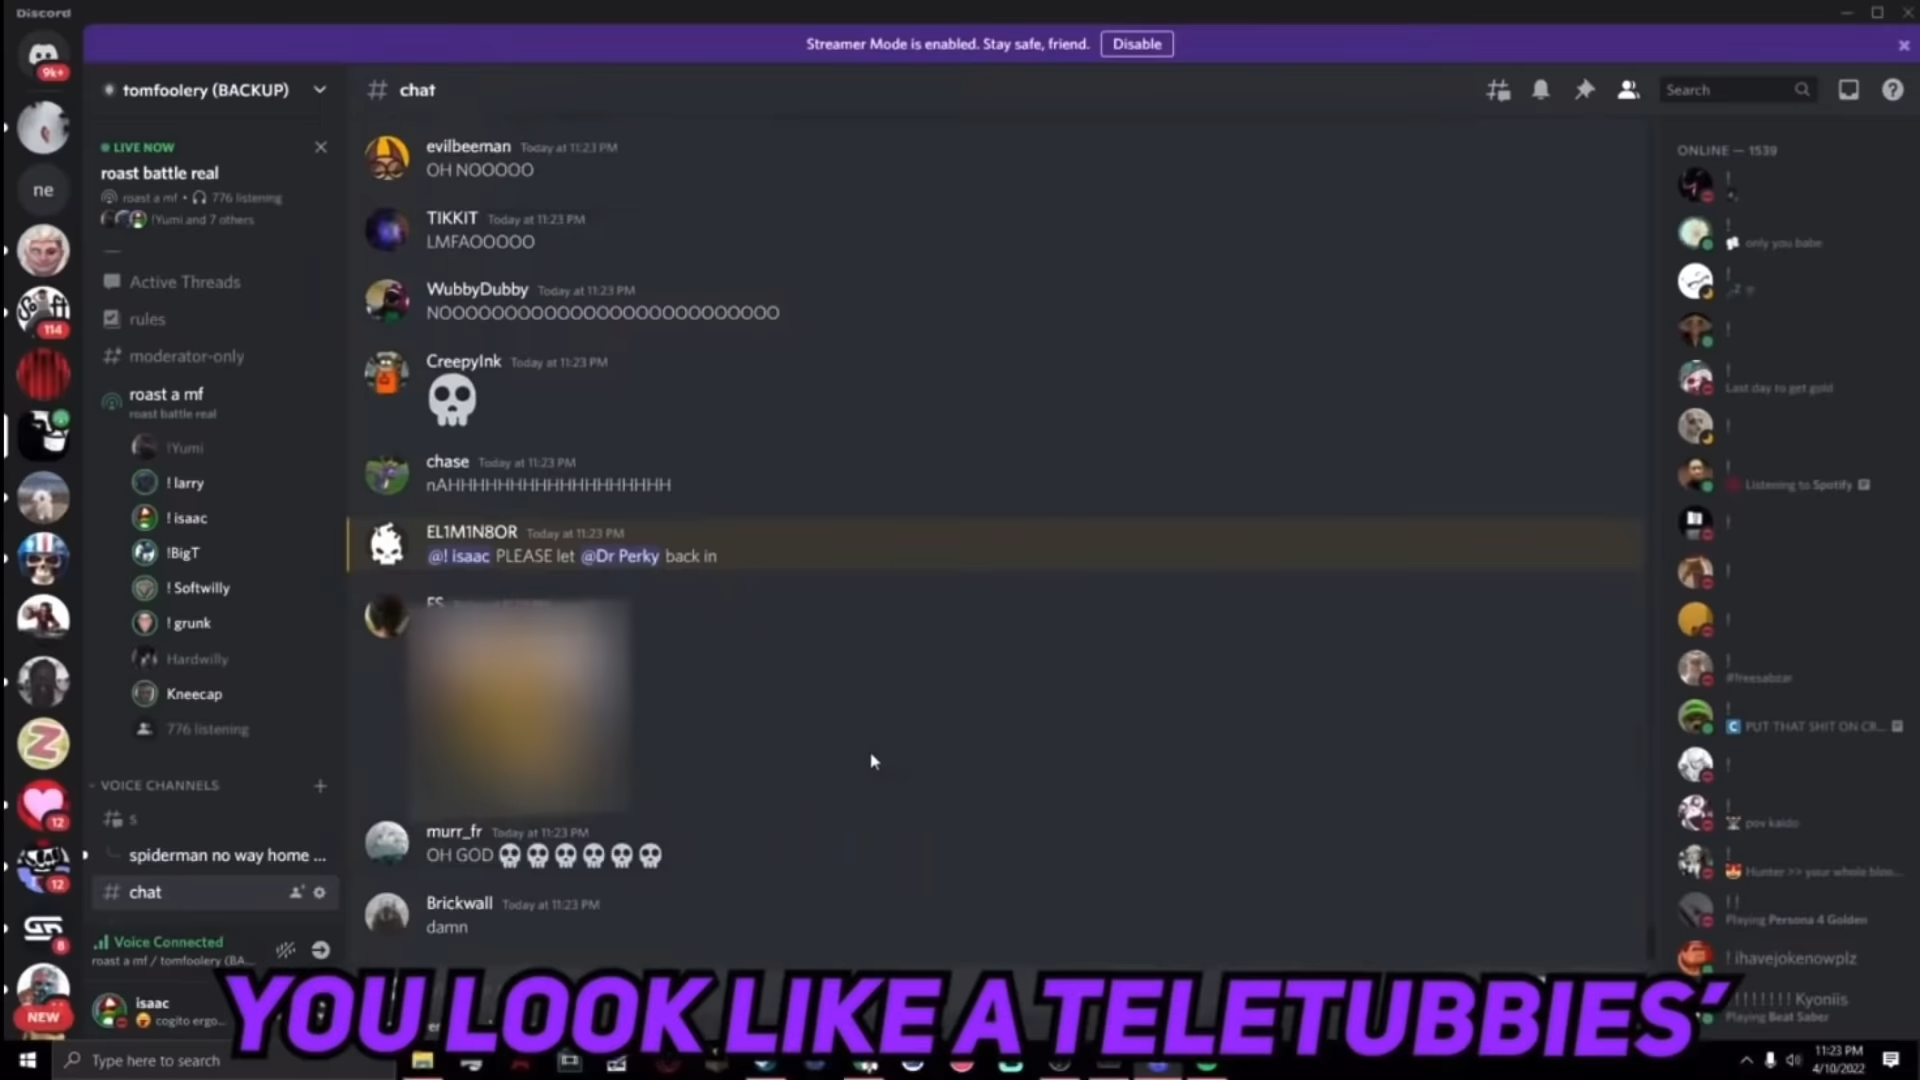 Discord
Streamer Mode is enabled. Stay safe, friend.
Disable
9k+
tomfoolery (BACKUP)
chat
Search
LIVE NOW
roast battle real
roast a mf • 776 listening
!Yumi and 7 others
ne
Active Threads
rules
114
moderator-only
roast a mf
roast battle real
!Yumi
! larry
! isaac
!BigT
! Softwilly
! grunk
Hardwilly
Kneecap
776 listening
VOICE CHANNELS
12
s
spiderman no way home ...
12
chat
8
Voice Connected
roast a mf / tomfoolery (BA...
isaac
cogito ergo...
NEW
evilbeeman Today at 11:23 PM
OH NOOOOO
TIKKIT Today at 11:23 PM
LMFAOOOOO
WubbyDubby Today at 11:23 PM
NOOOOOOOOOOOOOOOOOOOOOOOOOO
CreepyInk Today at 11:23 PM
chase Today at 11:23 PM
nAHHHHHHHHHHHHHHHHHHH
EL1M1N8OR Today at 11:23 PM
@! isaac PLEASE let @Dr Perky back in
murr_fr Today at 11:23 PM
OH GOD
Brickwall Today at 11:23 PM
damn
ONLINE — 1539
!
!
only you babe
!
!
!
Last day to get gold
!
!
Listening to Spotify
!
!
!
!
#freesabzar
!
PUT THAT SHIT ON CR...
!
!
pov kaido
!
Hunter >> your whole bloo...
! !
Playing Persona 4 Golden
! ihavejokenowplz
! ! ! ! ! ! ! Kyoniis
Playing Beat Saber
YOU LOOK LIKE A TELETUBBIES'
Type here to search
11:23 PM
4/10/2022